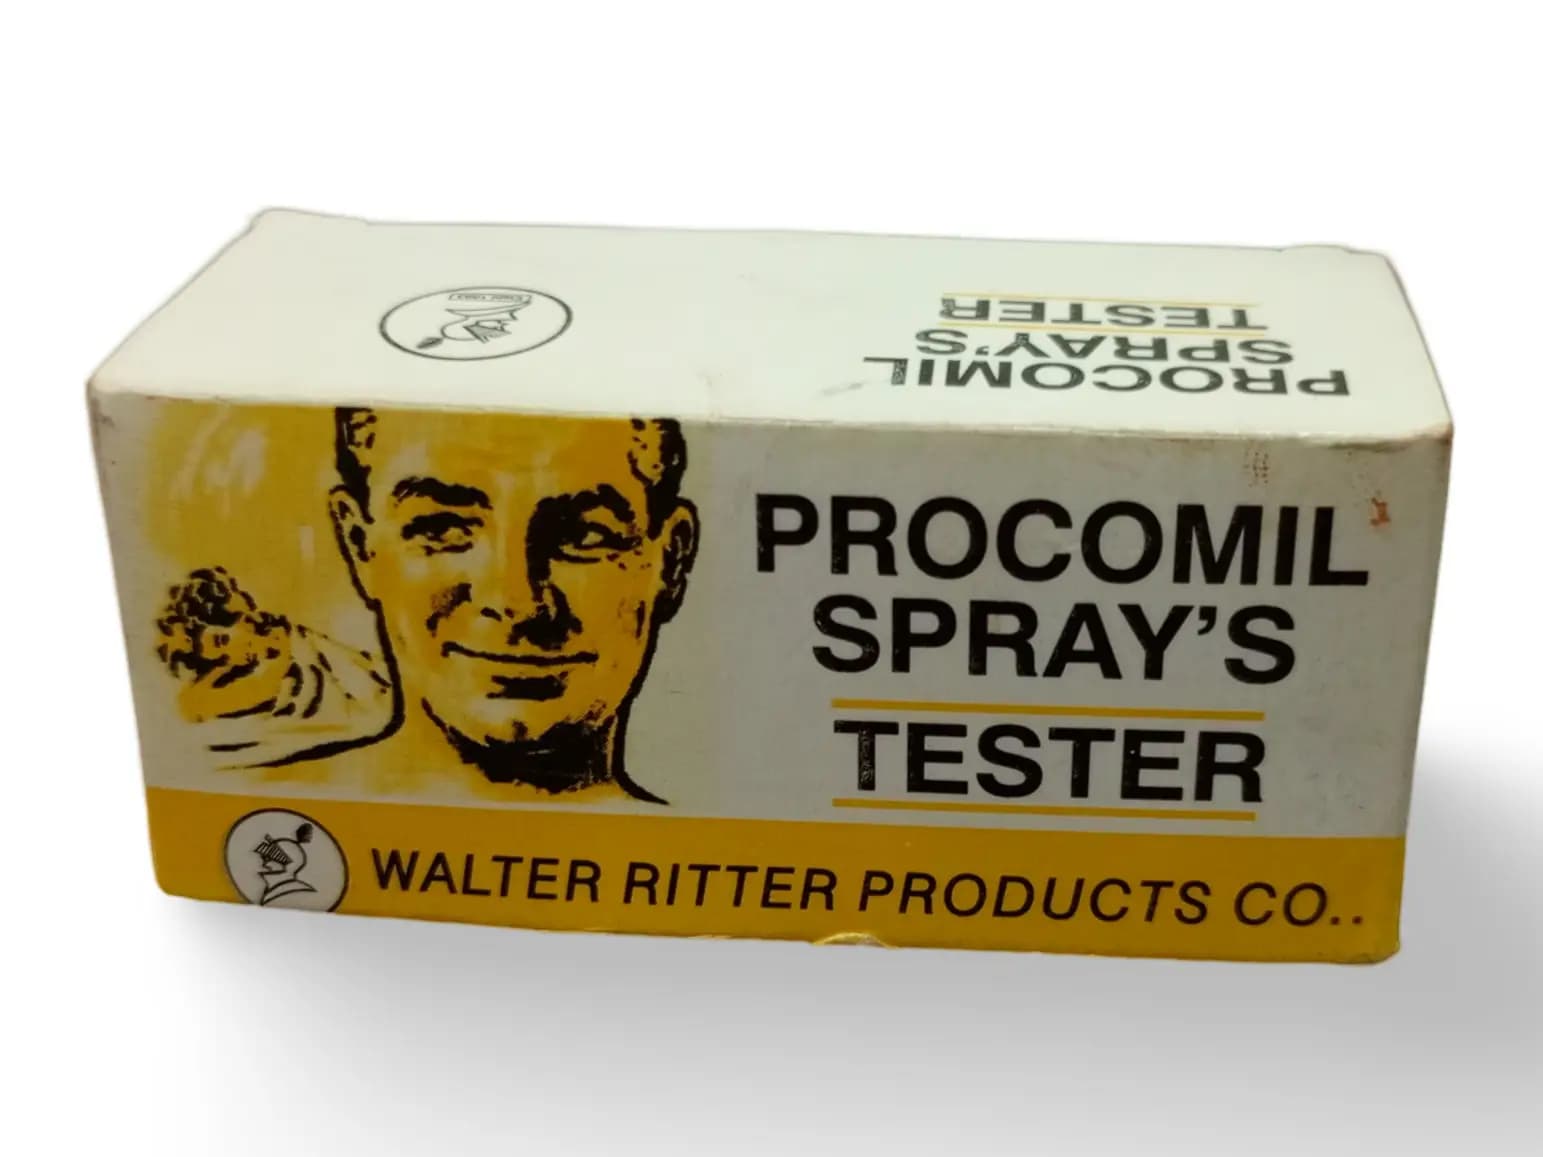 PROCOMIL
SPRAY'S
TESTER
PROCOMIL
SPRAY'S
TESTER
WALTER RITTER PRODUCTS CO..